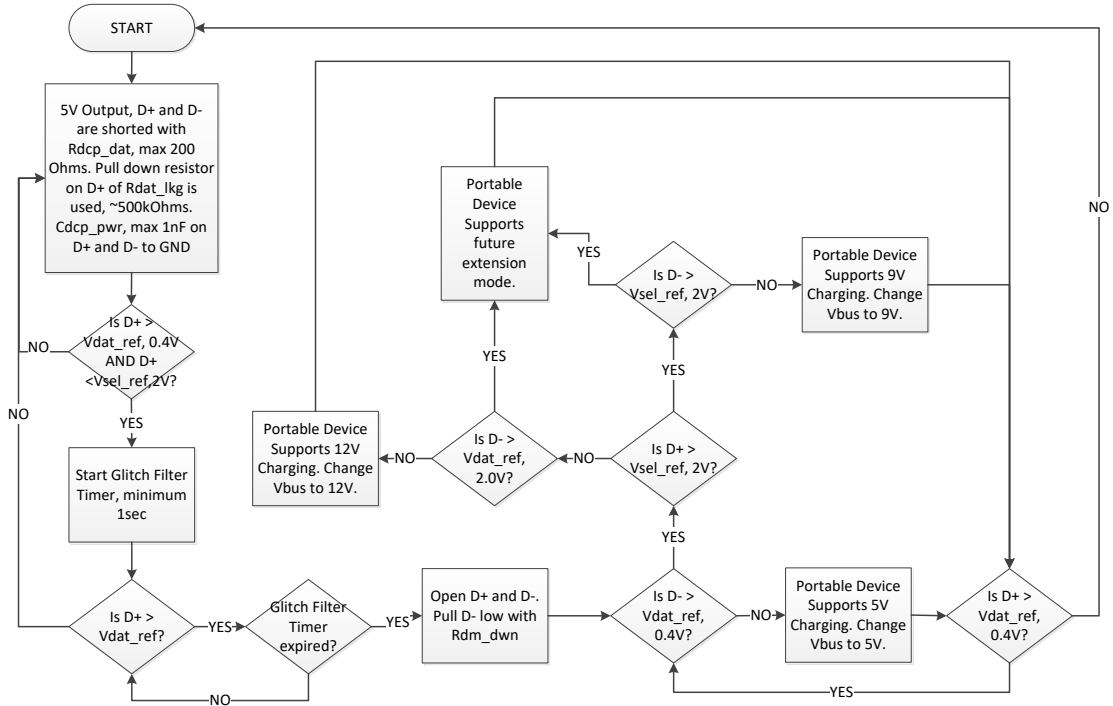 START
5V Output, D+ and D-
are shorted with
Rdcp_dat, max 200
Ohms. Pull down resistor
on D+ of Rdat_lkg is
used, ~500kOhms.
Cdcp_pwr, max 1nF on
D+ and D- to GND
Is D+ >
Vdat_ref, 0.4V
AND D+
<Vsel_ref,2V?
NO
NO
YES
Start Glitch Filter
Timer, minimum
1sec
Is D+ >
Vdat_ref?
YES
Glitch Filter
Timer
expired?
NO
YES
Open D+ and D-.
Pull D- low with
Rdm_dwn
Is D- >
Vdat_ref,
0.4V?
NO
Portable Device
Supports 5V
Charging. Change
Vbus to 5V.
Is D+ >
Vdat_ref,
0.4V?
YES
NO
YES
Is D+ >
Vsel_ref, 2V?
NO
Is D- >
Vdat_ref,
2.0V?
NO
Portable Device
Supports 12V
Charging. Change
Vbus to 12V.
YES
Portable
Device
Supports
future
extension
mode.
YES
YES
Is D- >
Vsel_ref, 2V?
NO
Portable Device
Supports 9V
Charging. Change
Vbus to 9V.